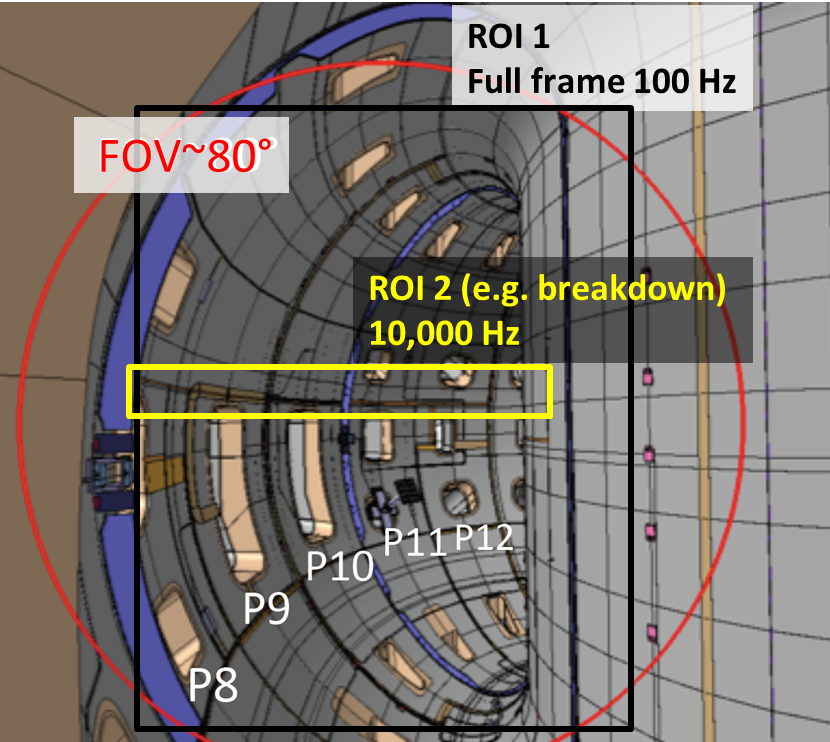 ROI 1
Full frame 100 Hz
FOV~80°
ROI 2 (e.g. breakdown)
10,000 Hz
P11 P12
P10
P9
P8